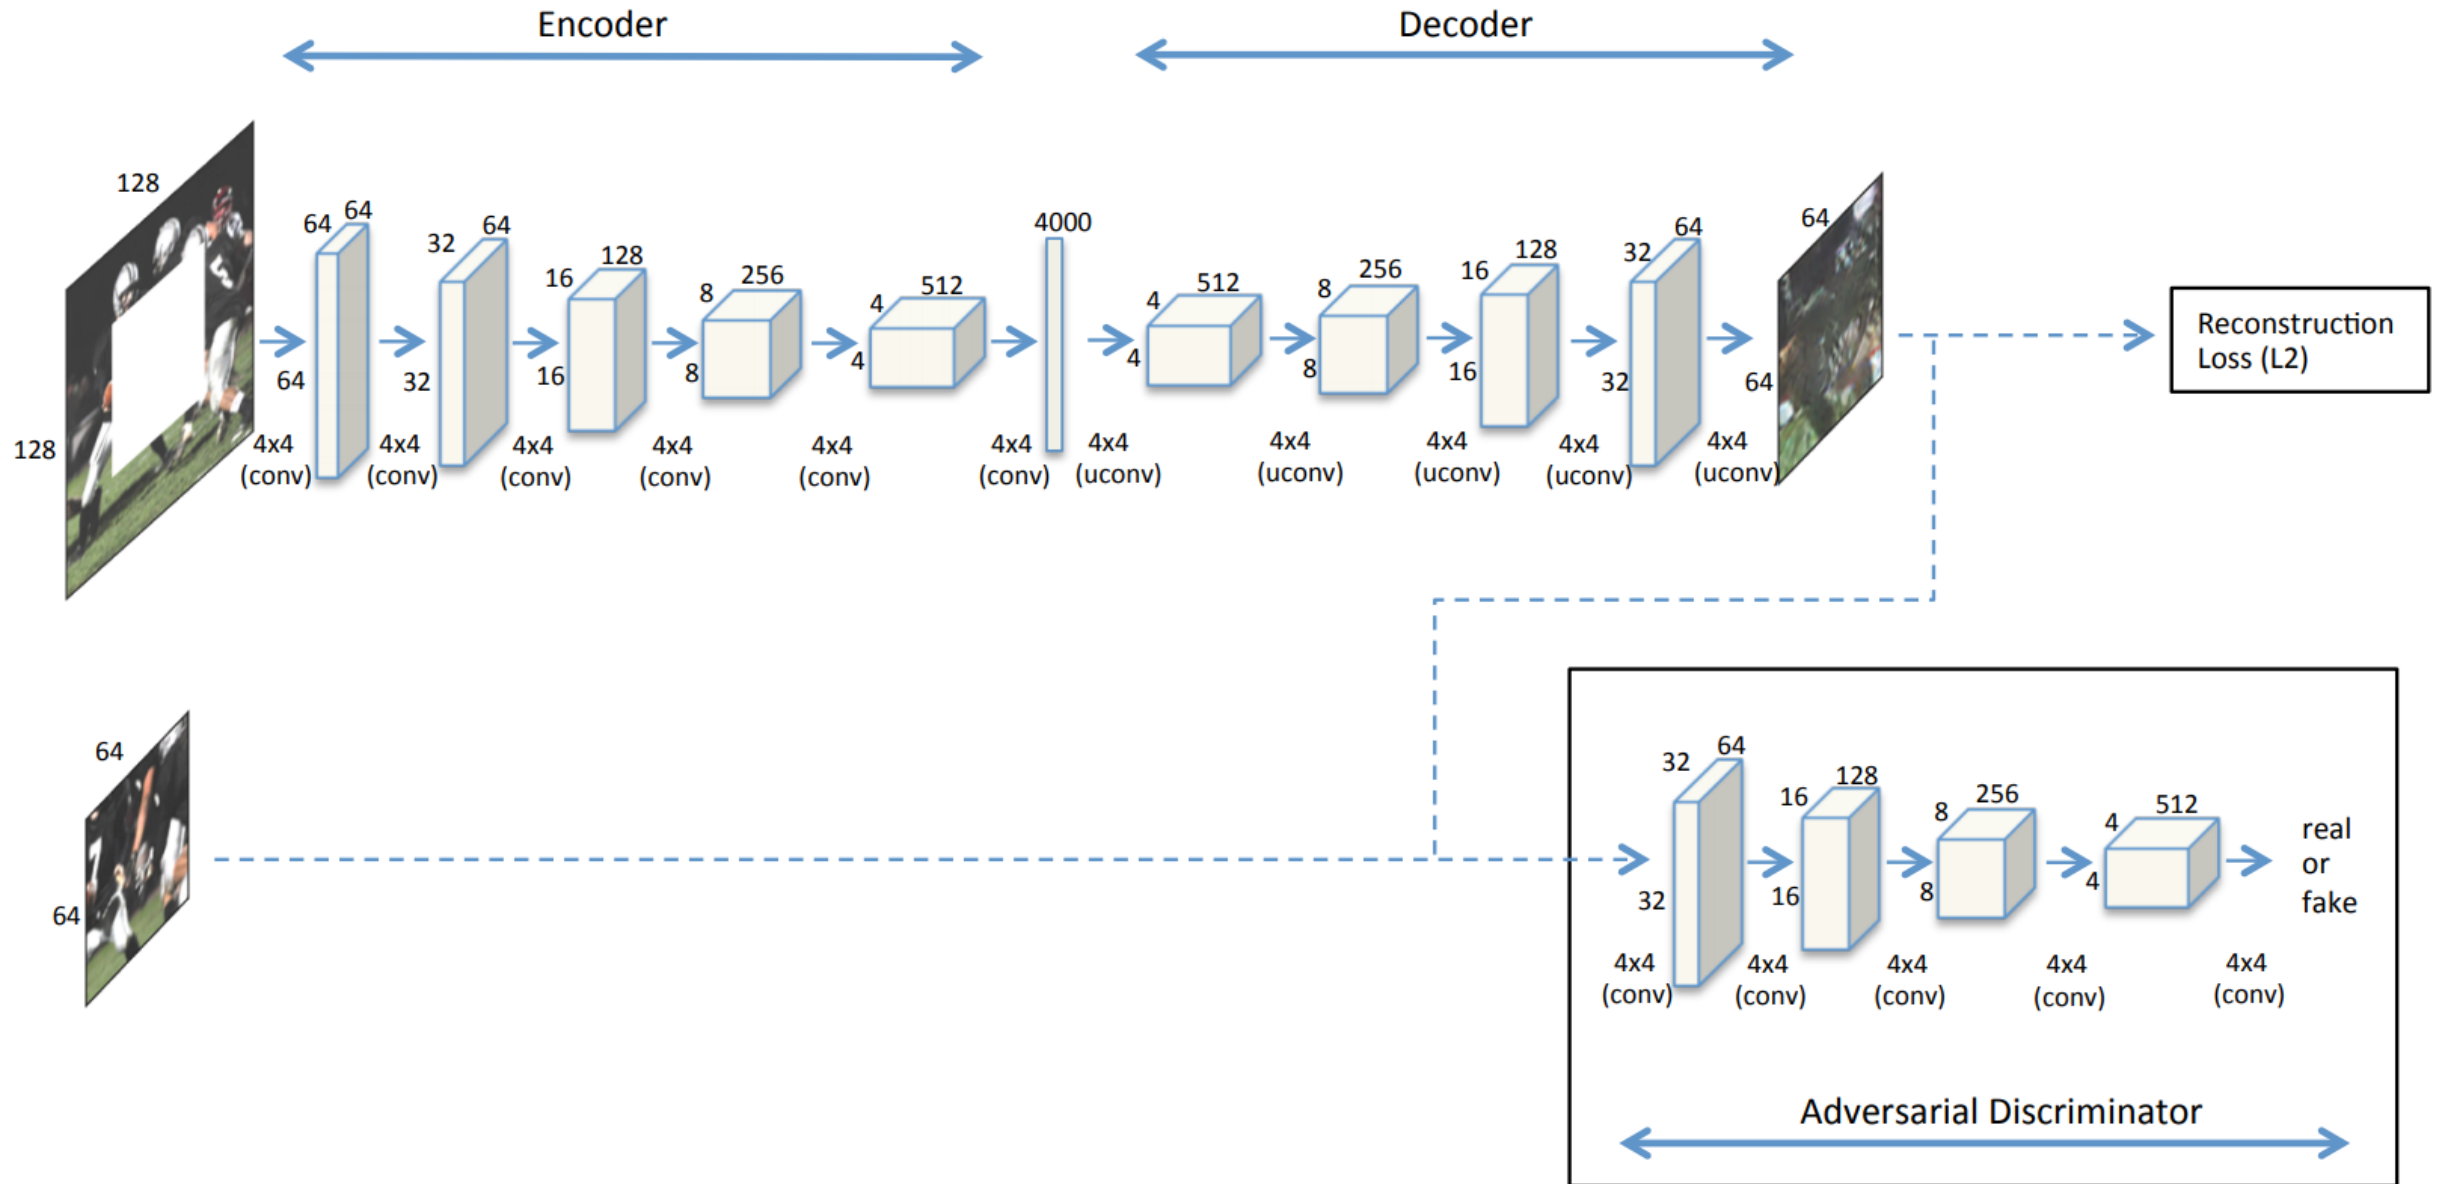 Encoder
Decoder
128
128
64 64
64
32 64
32
16 128
16
8 256
8
4 512
4
4000
4 512
4
8 256
8
16 128
16
32 64
32
64
64
4x4 (conv)
4x4 (conv)
4x4 (conv)
4x4 (conv)
4x4 (conv)
4x4 (conv)
4x4 (uconv)
4x4 (uconv)
4x4 (uconv)
4x4 (uconv)
4x4 (uconv)
Reconstruction
Loss (L2)
64
64
32 64
32
16 128
16
8 256
8
4 512
4
real
or
fake
4x4 (conv)
4x4 (conv)
4x4 (conv)
4x4 (conv)
4x4 (conv)
Adversarial Discriminator